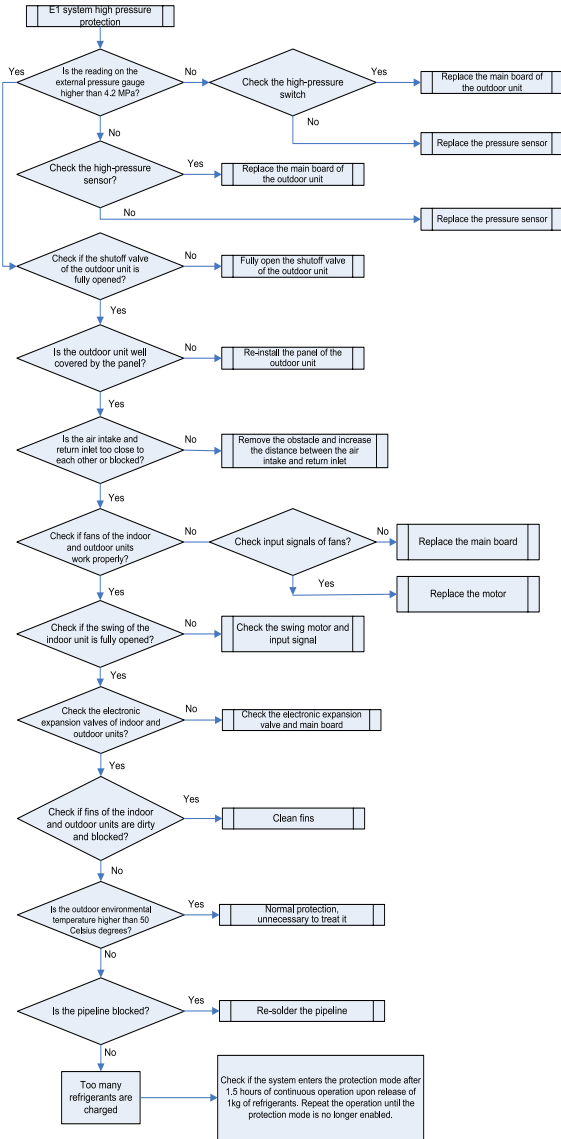 E1 system high pressure
protection
Yes
Is the reading on the
external pressure gauge
higher than 4.2 MPa?
No
Check the high-pressure
switch
Yes
Replace the main board of
the outdoor unit
No
Replace the pressure sensor
No
Check the high-pressure
sensor?
Yes
Replace the main board of
the outdoor unit
No
Replace the pressure sensor
Check if the shutoff valve
of the outdoor unit is
fully opened?
No
Fully open the shutoff valve
of the outdoor unit
Yes
Is the outdoor unit well
covered by the panel?
No
Re-install the panel of the
outdoor unit
Yes
Is the air intake and
return inlet too close to
each other or blocked?
No
Remove the obstacle and increase
the distance between the air
intake and return inlet
Yes
Check if fans of the indoor
and outdoor units
work properly?
No
Check input signals of fans?
No
Replace the main board
Yes
Replace the motor
Yes
Check if the swing of the
indoor unit is fully opened?
No
Check the swing motor and
input signal
Yes
Check the electronic
expansion valves of indoor and
outdoor units?
No
Check the electronic expansion
valve and main board
Yes
Check if fins of the indoor
and outdoor units are dirty
and blocked?
Yes
Clean fins
No
Is the outdoor environmental
temperature higher than 50
Celsius degrees?
Yes
Normal protection,
unnecessary to treat it
No
Is the pipeline blocked?
Yes
Re-solder the pipeline
No
Too many
refrigerants are
charged
Check if the system enters the protection mode after
1.5 hours of continuous operation upon release of
1kg of refrigerants. Repeat the operation until the
protection mode is no longer enabled.